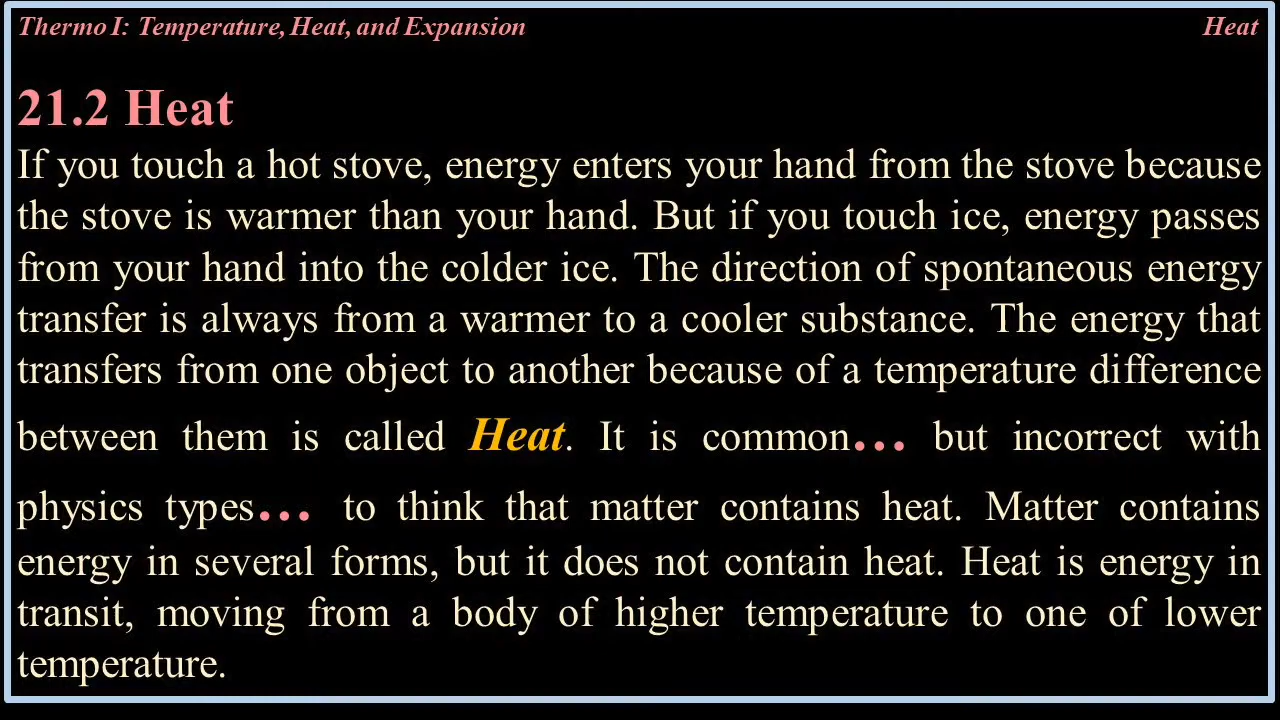 Thermo I: Temperature, Heat, and Expansion Heat
21.2 Heat
If you touch a hot stove, energy enters your hand from the stove because
the stove is warmer than your hand. But if you touch ice, energy passes
from your hand into the colder ice. The direction of spontaneous energy
transfer is always from a warmer to a cooler substance. The energy that
transfers from one object to another because of a temperature difference
between them is called Heat. It is common... but incorrect with
physics types... to think that matter contains heat. Matter contains
energy in several forms, but it does not contain heat. Heat is energy in
transit, moving from a body of higher temperature to one of lower
temperature.